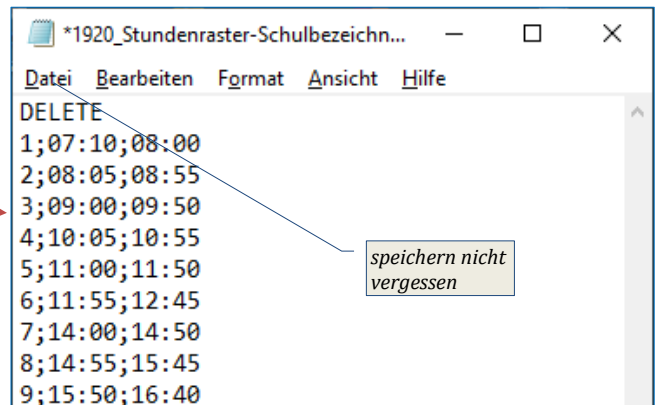 *1920_Stundenraster-Schulbezeichn...
Datei Bearbeiten Format Ansicht Hilfe
DELETE
1;07:10;08:00
2;08:05;08:55
3;09:00;09:50
4;10:05;10:55
5;11:00;11:50
6;11:55;12:45
7;14:00;14:50
8;14:55;15:45
9;15:50;16:40
speichern nicht
vergessen